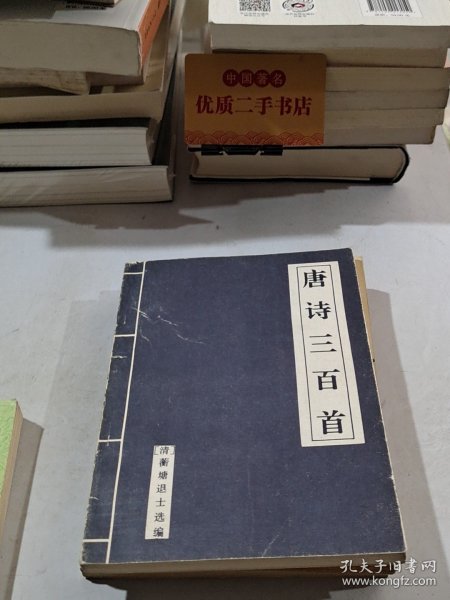 中国著名
优质二手书店
唐诗三百首
［清］蘅塘退士选编
孔夫子旧书网
www.kongfz.com